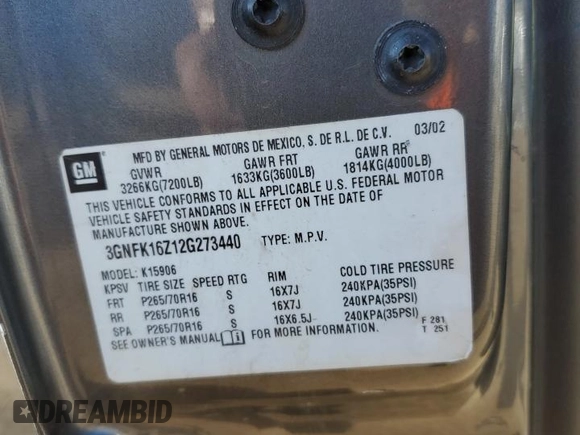 GM
MFD BY GENERAL MOTORS DE MEXICO, S. DE R.L. DE C.V. 03/02
GVWR GAWR FRT GAWR RR
3266KG(7200LB) 1633KG(3600LB) 1814KG(4000LB)
THIS VEHICLE CONFORMS TO ALL APPLICABLE U.S. FEDERAL MOTOR
VEHICLE SAFETY STANDARDS IN EFFECT ON THE DATE OF
MANUFACTURE SHOWN ABOVE.
3GNFK16Z12G273440 TYPE: M.P.V.
MODEL: K15906
KPSV TIRE SIZE SPEED RTG RIM COLD TIRE PRESSURE
FRT P265/70R16 S 16X7J 240KPA(35PSI)
RR P265/70R16 S 16X7J 240KPA(35PSI)
SPA P265/70R16 S 16X6.5J 240KPA(35PSI)
SEE OWNER'S MANUAL FOR MORE INFORMATION.
F 281
T 251
DREAMBID